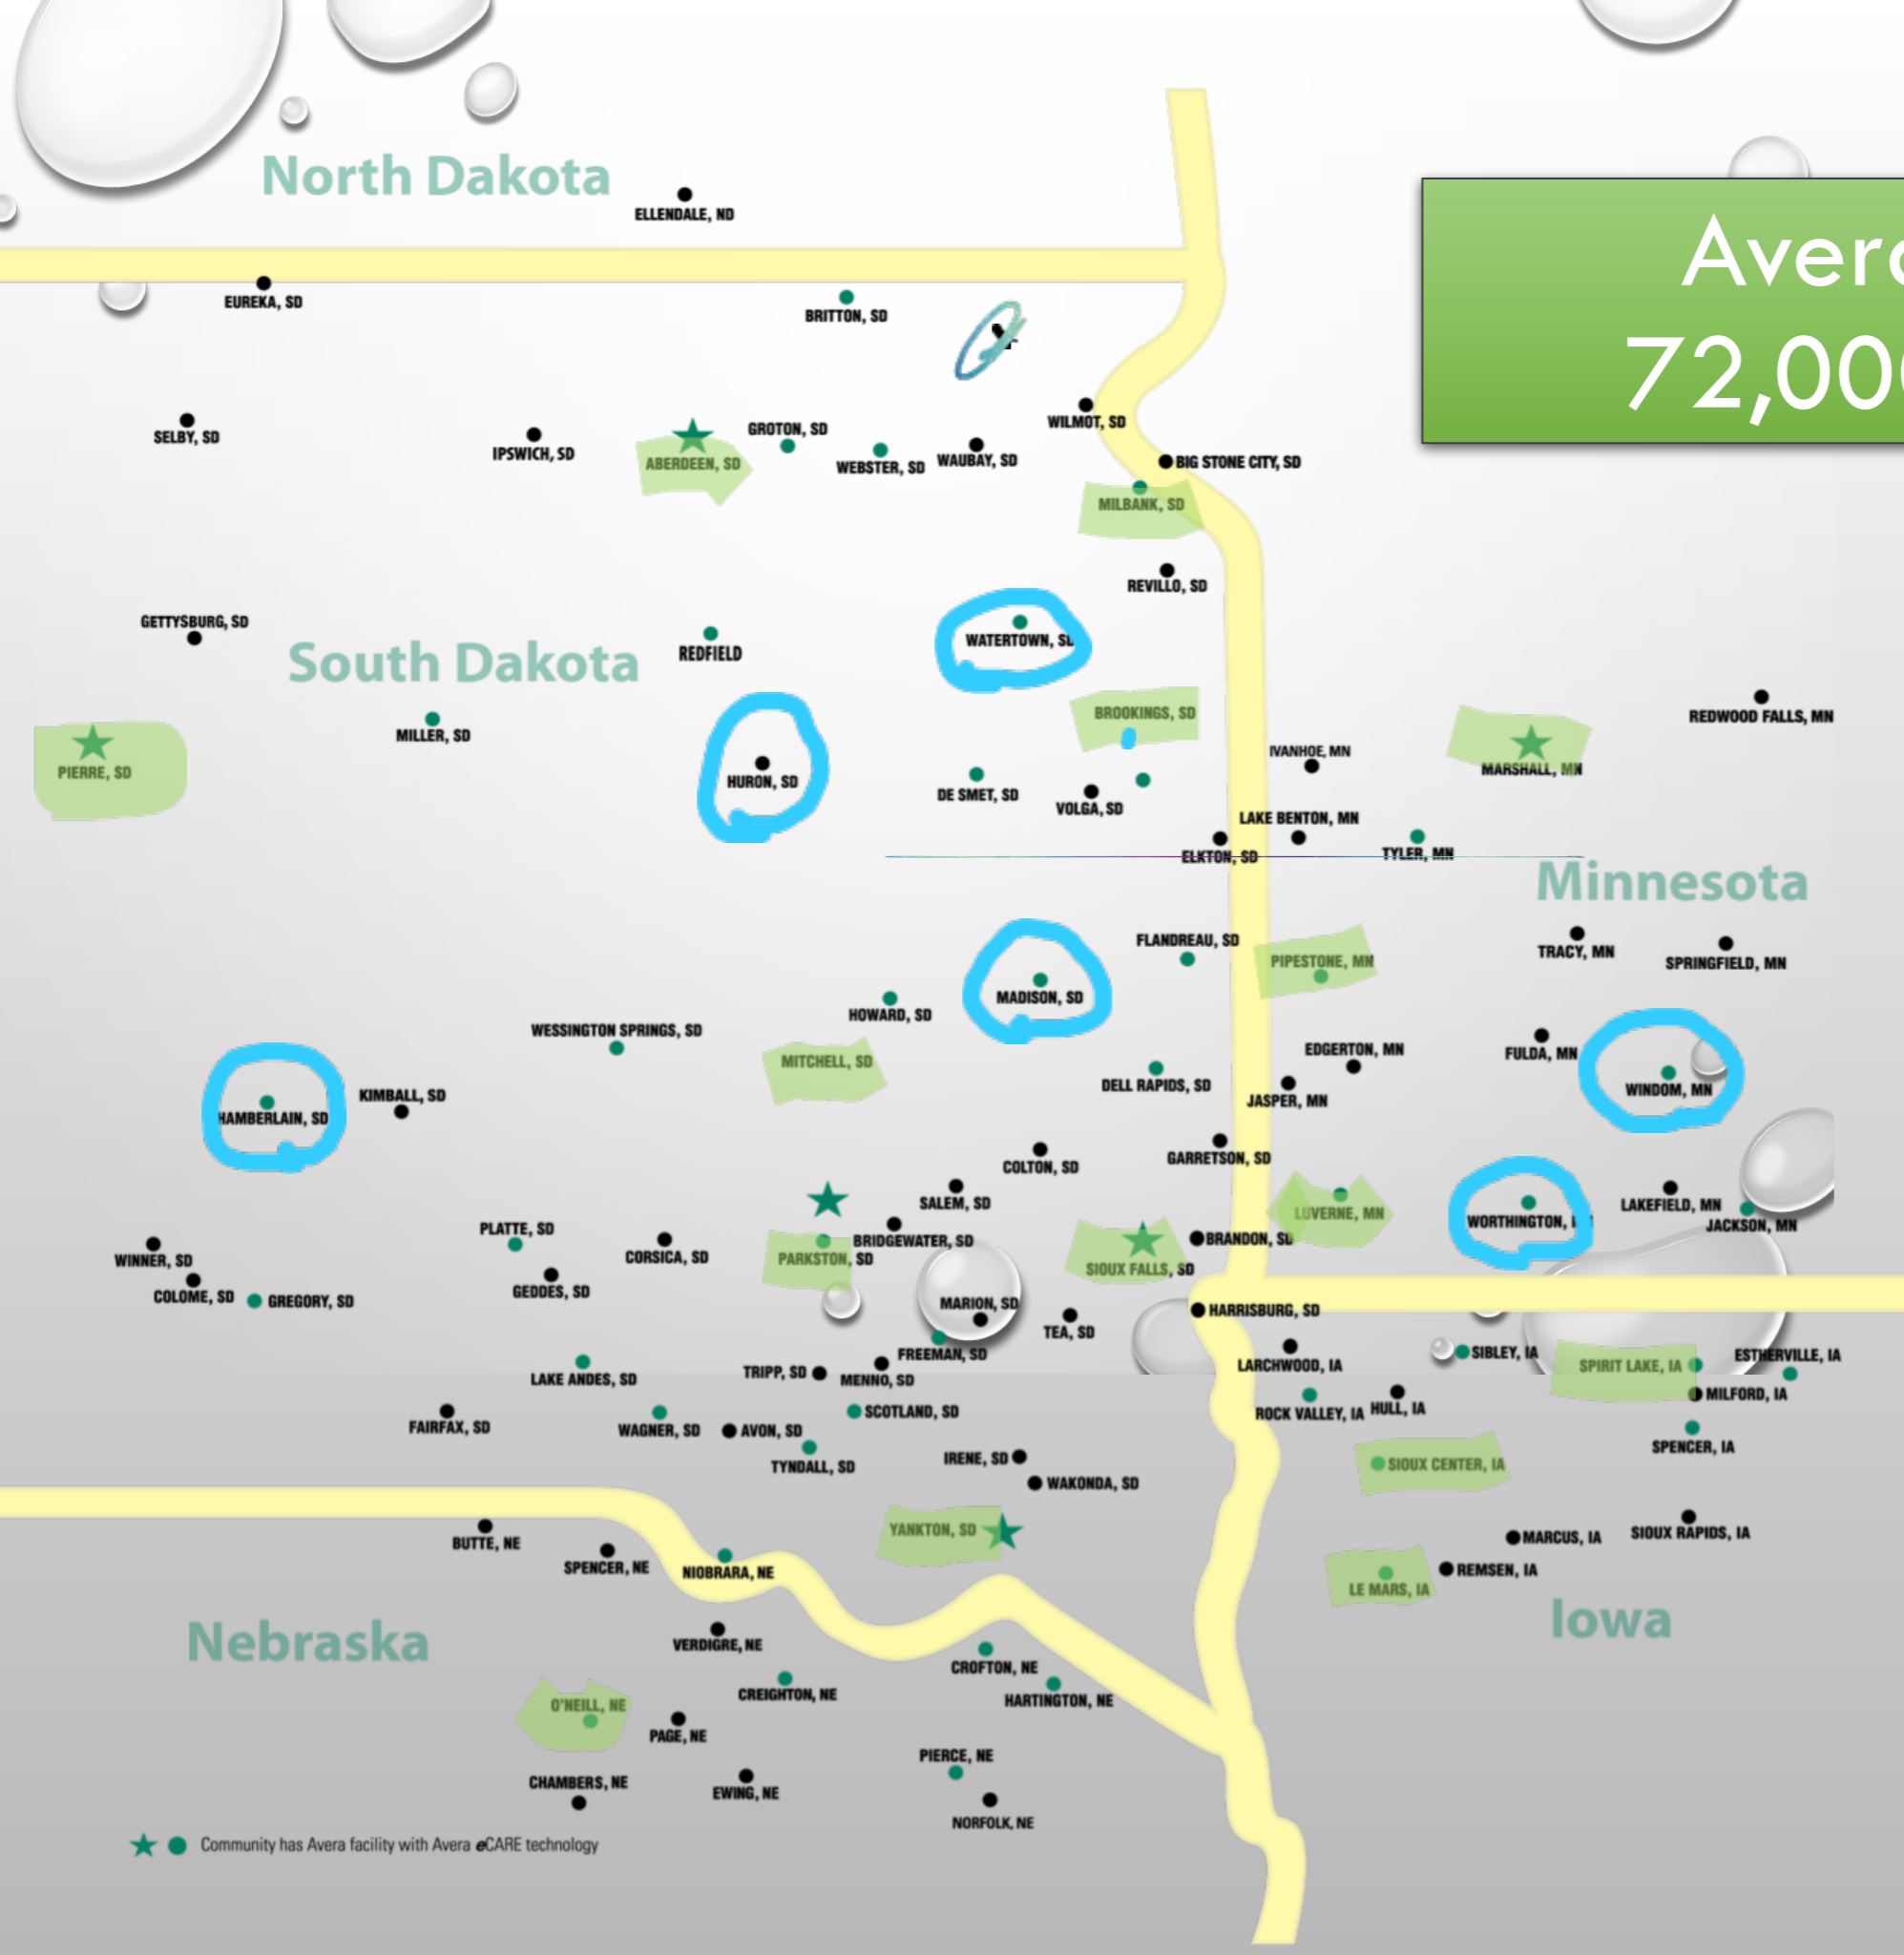 North Dakota
ELLENDALE, ND
Avera
72,000
EUREKA, SD
BRITTON, SD
SELBY, SD
IPSWICH, SD
ABERDEEN, SD
GROTON, SD
WEBSTER, SD
WAUBAY, SD
WILMOT, SD
BIG STONE CITY, SD
MILBANK, SD
REVILLO, SD
GETTYSBURG, SD
South Dakota
REDFIELD
WATERTOWN, SD
PIERRE, SD
MILLER, SD
HURON, SD
BROOKINGS, SD
DE SMET, SD
VOLGA, SD
IVANHOE, MN
MARSHALL, MN
REDWOOD FALLS, MN
LAKE BENTON, MN
ELKTON, SD
TYLER, MN
Minnesota
FLANDREAU, SD
PIPESTONE, MN
TRACY, MN
SPRINGFIELD, MN
MADISON, SD
HOWARD, SD
WESSINGTON SPRINGS, SD
MITCHELL, SD
EDGERTON, MN
FULDA, MN
WINDOM, MN
DELL RAPIDS, SD
JASPER, MN
HAMBERLAIN, SD
KIMBALL, SD
COLTON, SD
GARRETSON, SD
SALEM, SD
LUVERNE, MN
WORTHINGTON,
LAKEFIELD, MN
JACKSON, MN
PLATTE, SD
WINNER, SD
CORSICA, SD
PARKSTON, SD
BRIDGEWATER, SD
SIOUX FALLS, SD
BRANDON, SD
COLOME, SD
GREGORY, SD
GEDDES, SD
MARION, SD
TEA, SD
HARRISBURG, SD
FREEMAN, SD
LAKE ANDES, SD
TRIPP, SD
MENNO, SD
LARCHWOOD, IA
SIBLEY, IA
SPIRIT LAKE, IA
ESTHERVILLE, IA
MILFORD, IA
FAIRFAX, SD
WAGNER, SD
AVON, SD
SCOTLAND, SD
ROCK VALLEY, IA
HULL, IA
SPENCER, IA
TYNDALL, SD
IRENE, SD
WAKONDA, SD
SIOUX CENTER, IA
YANKTON, SD
MARCUS, IA
SIOUX RAPIDS, IA
BUTTE, NE
SPENCER, NE
NIOBRARA, NE
LE MARS, IA
REMSEN, IA
Iowa
Nebraska
VERDIGRE, NE
CROFTON, NE
CREIGHTON, NE
HARTINGTON, NE
O'NEILL, NE
PAGE, NE
PIERCE, NE
CHAMBERS, NE
EWING, NE
NORFOLK, NE
Community has Avera facility with Avera eCARE technology